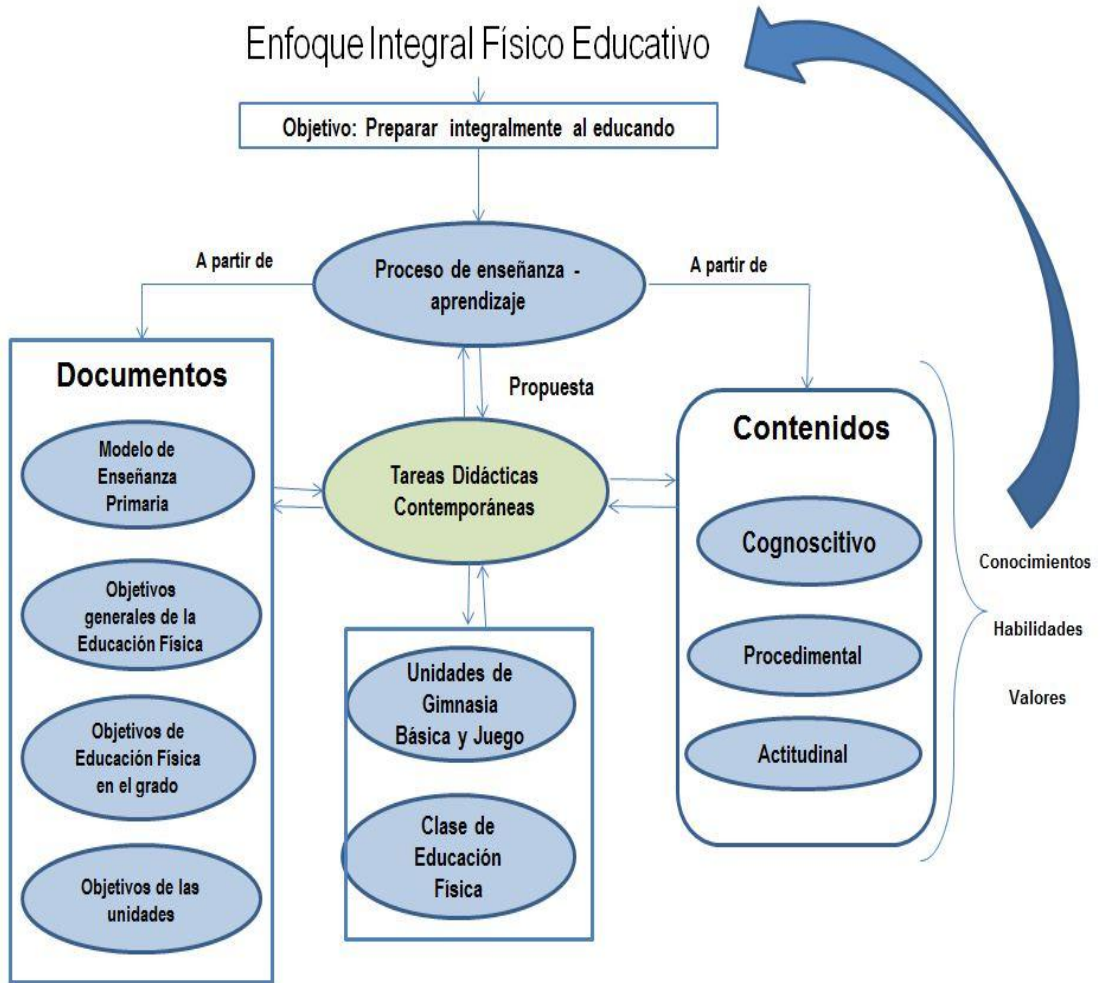 Enfoque Integral Físico Educativo
Objetivo: Preparar integralmente al educando
Proceso de enseñanza -
aprendizaje
A partir de
A partir de
Propuesta
Documentos
Modelo de
Enseñanza
Primaria
Objetivos
generales de la
Educación Física
Objetivos de
Educación Física
en el grado
Objetivos de las
unidades
Tareas Didácticas
Contemporáneas
Unidades de
Gimnasia
Básica y Juego
Clase de
Educación
Física
Contenidos
Cognoscitivo
Procedimental
Actitudinal
Conocimientos
Habilidades
Valores